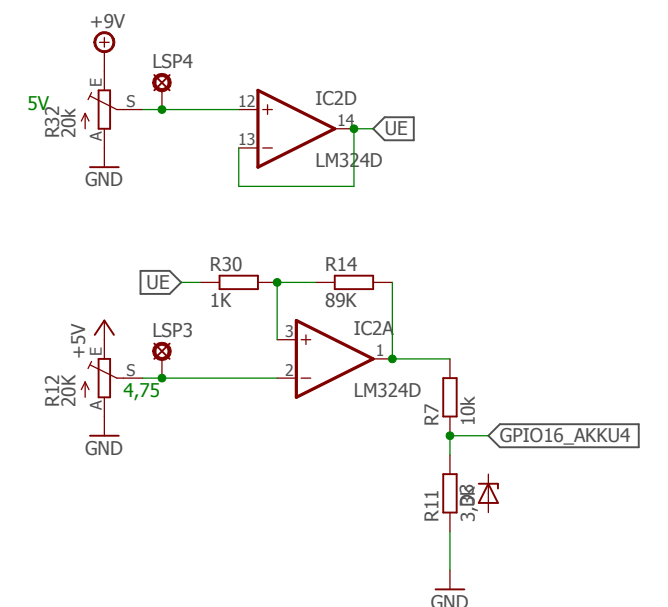 +9V
LSP4
5V
R32
20k
E
S
A
GND
12
+
13
−
IC2D
14
UE
LM324D
UE
R30
1K
R14
89K
+5V
LSP3
R12
20K
E
S
A
4,75
GND
3
+
2
−
IC2A
1
LM324D
R7
10k
GPIO16_AKKU4
R11
GND